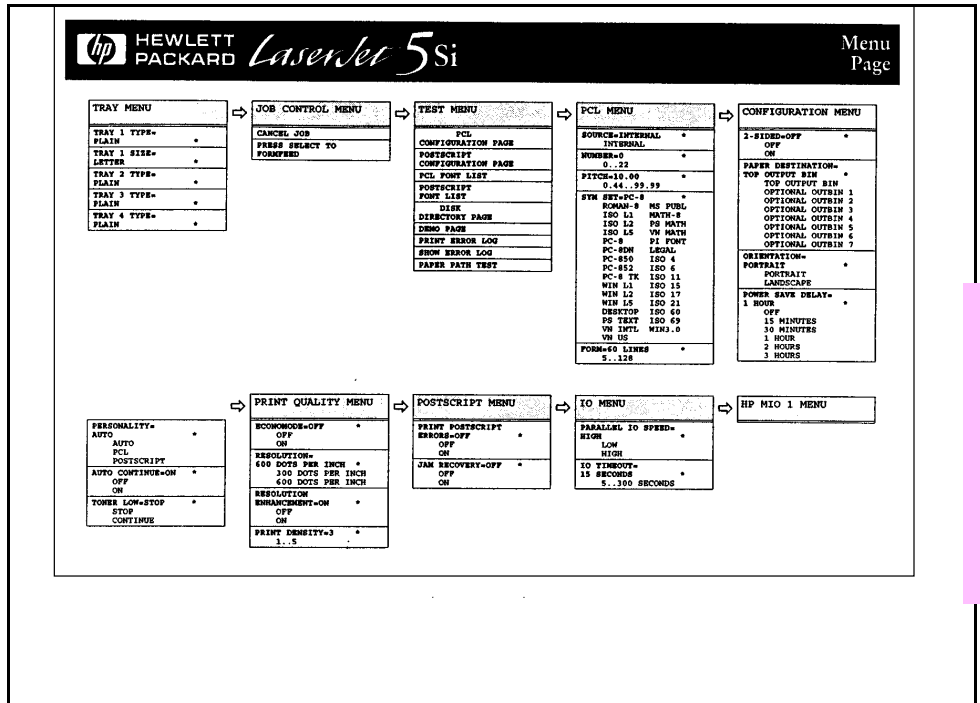 hp HEWLETT PACKARD LaserJet 5Si
Menu Page
TRAY MENU
TRAY 1 TYPE=
PLAIN *
TRAY 1 SIZE=
LETTER *
TRAY 2 TYPE=
PLAIN *
TRAY 3 TYPE=
PLAIN *
TRAY 4 TYPE=
PLAIN *
JOB CONTROL MENU
CANCEL JOB
PRESS SELECT TO
FORMFEED
TEST MENU
PCL
CONFIGURATION PAGE
POSTSCRIPT
CONFIGURATION PAGE
PCL FONT LIST
POSTSCRIPT
FONT LIST
DISK
DIRECTORY PAGE
DEMO PAGE
PRINT ERROR LOG
SHOW ERROR LOG
PAPER PATH TEST
PCL MENU
SOURCE=INTERNAL *
INTERNAL
NUMBER=0
0..22
PITCH=10.00 *
0.44..99.99
SYM SET=PC-8 *
ROMAN-8 MS PUBL
ISO L1 MATH-8
ISO L2 PS MATH
ISO L5 VN MATH
PC-8 PI FONT
PC-8DN LEGAL
PC-850 ISO 4
PC-852 ISO 6
PC-8 TK ISO 11
WIN L1 ISO 15
WIN L2 ISO 17
WIN L5 ISO 21
DESKTOP ISO 60
PS TEXT ISO 69
VN INTL WIN3.0
VN US
FORM=60 LINES *
5..128
CONFIGURATION MENU
2-SIDED=OFF *
OFF
ON
PAPER DESTINATION=
TOP OUTPUT BIN *
TOP OUTPUT BIN
OPTIONAL OUTBIN 1
OPTIONAL OUTBIN 2
OPTIONAL OUTBIN 3
OPTIONAL OUTBIN 4
OPTIONAL OUTBIN 5
OPTIONAL OUTBIN 6
OPTIONAL OUTBIN 7
ORIENTATION=
PORTRAIT *
PORTRAIT
LANDSCAPE
POWER SAVE DELAY=
1 HOUR *
OFF
15 MINUTES
30 MINUTES
1 HOUR
2 HOURS
3 HOURS
PERSONALITY=
AUTO *
AUTO
PCL
POSTSCRIPT
AUTO CONTINUE=ON *
OFF
ON
TONER LOW=STOP *
STOP
CONTINUE
PRINT QUALITY MENU
ECONOMODE=OFF *
OFF
ON
RESOLUTION=
600 DOTS PER INCH *
300 DOTS PER INCH
600 DOTS PER INCH
RESOLUTION
ENHANCEMENT=ON *
OFF
ON
PRINT DENSITY=3 *
1..5
POSTSCRIPT MENU
PRINT POSTSCRIPT
ERRORS=OFF *
OFF
ON
JAM RECOVERY=OFF *
OFF
ON
IO MENU
PARALLEL IO SPEED=
HIGH *
LOW
HIGH
IO TIMEOUT=
15 SECONDS *
5..300 SECONDS
HP MIO 1 MENU